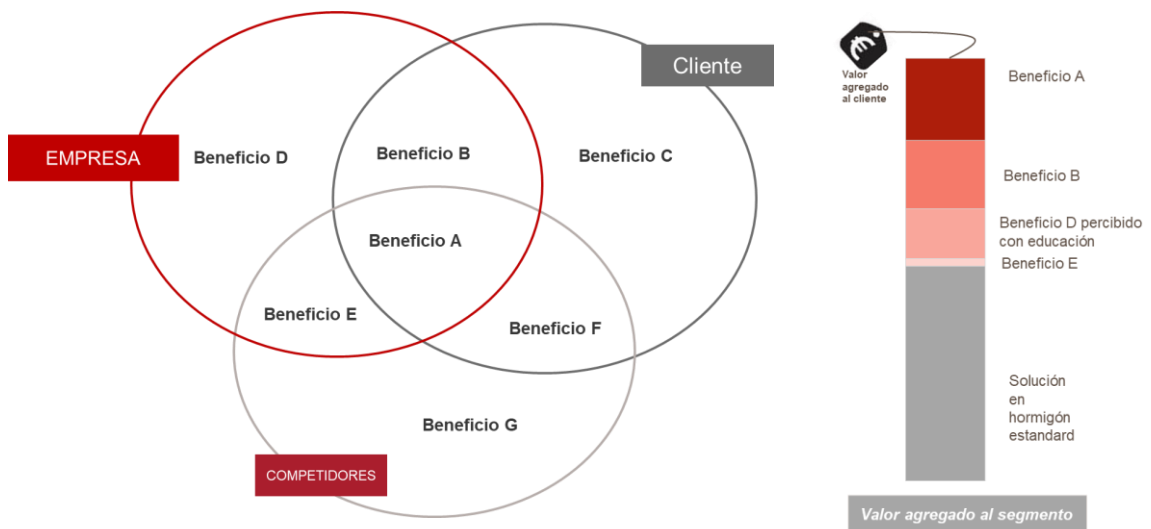 Cliente
EMPRESA
Beneficio D
Beneficio B
Beneficio C
Beneficio A
Beneficio E
Beneficio F
Beneficio G
COMPETIDORES
€
Valor
agregado
al cliente
Beneficio A
Beneficio B
Beneficio D percibido
con educación
Beneficio E
Solución
en
hormigón
estandard
Valor agregado al segmento